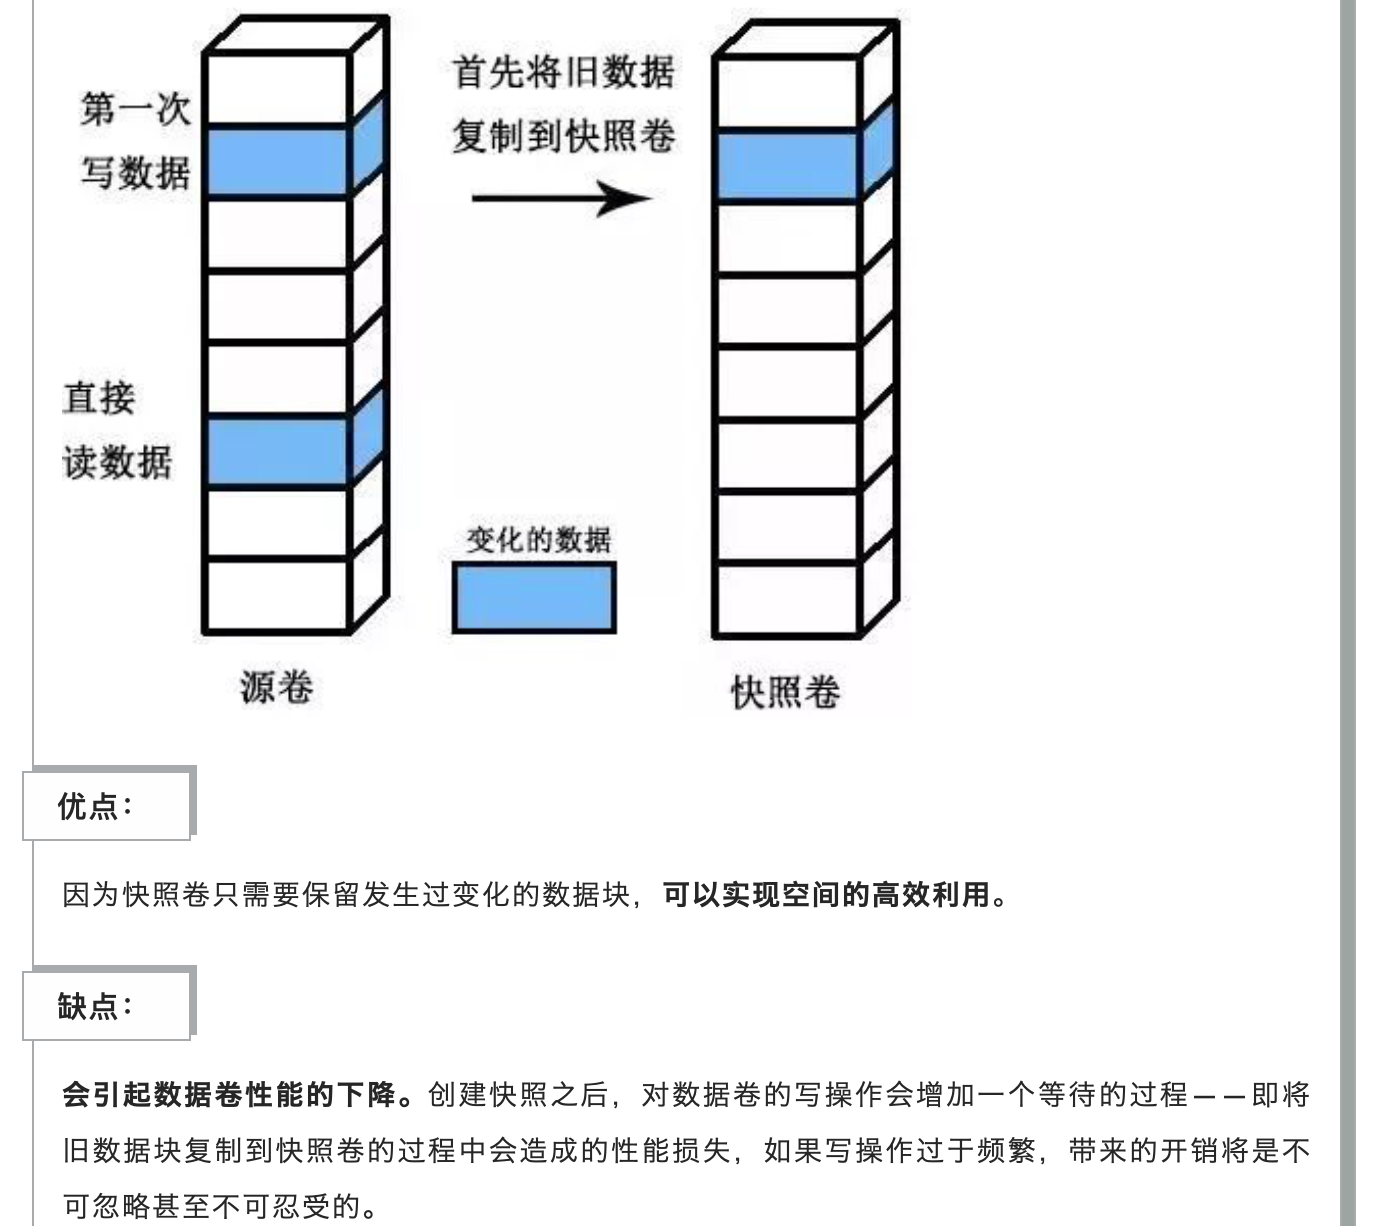 第一次
写数据
首先将旧数据
复制到快照卷
直接
读数据
变化的数据
源卷
快照卷
优点：
因为快照卷只需要保留发生过变化的数据块，可以实现空间的高效利用。
缺点：
会引起数据卷性能的下降。创建快照之后，对数据卷的写操作会增加一个等待的过程——即将
旧数据块复制到快照卷的过程中会造成的性能损失，如果写操作过于频繁，带来的开销将是不
可忽略甚至不可忍受的。